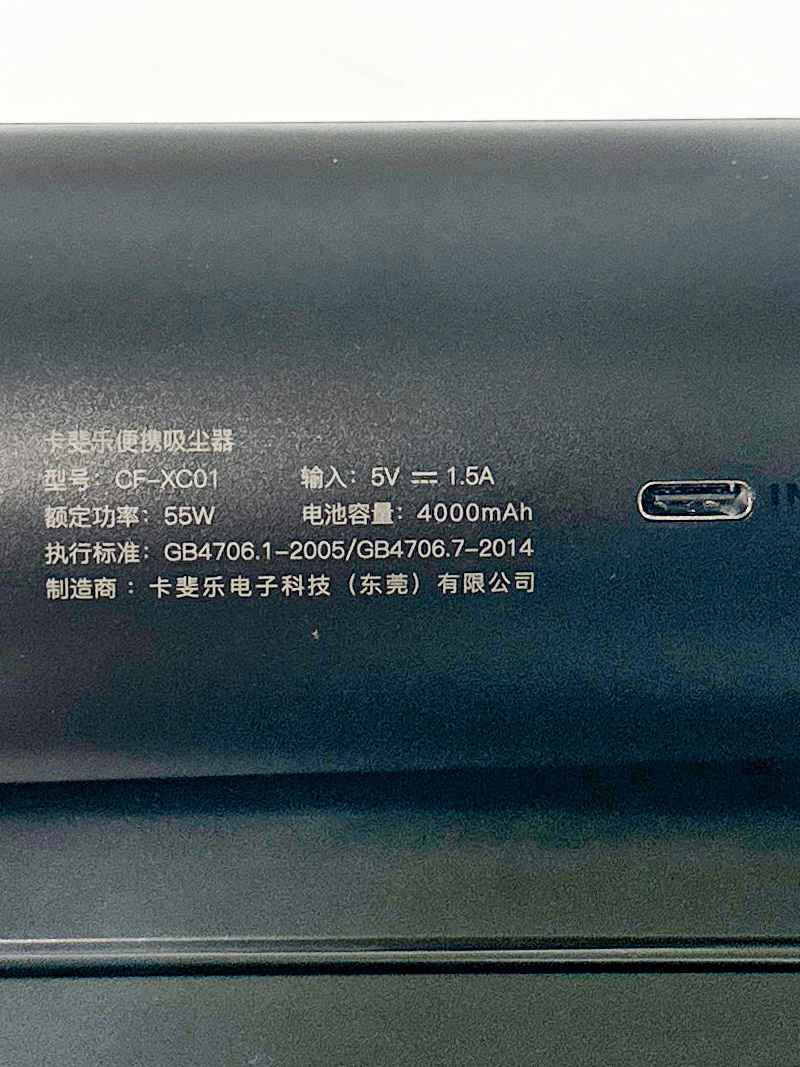 卡斐乐便携吸尘器
型号：CF-XC01 输入：5V ⎓ 1.5A
额定功率：55W 电池容量：4000mAh
执行标准：GB4706.1-2005/GB4706.7-2014
制造商：卡斐乐电子科技（东莞）有限公司